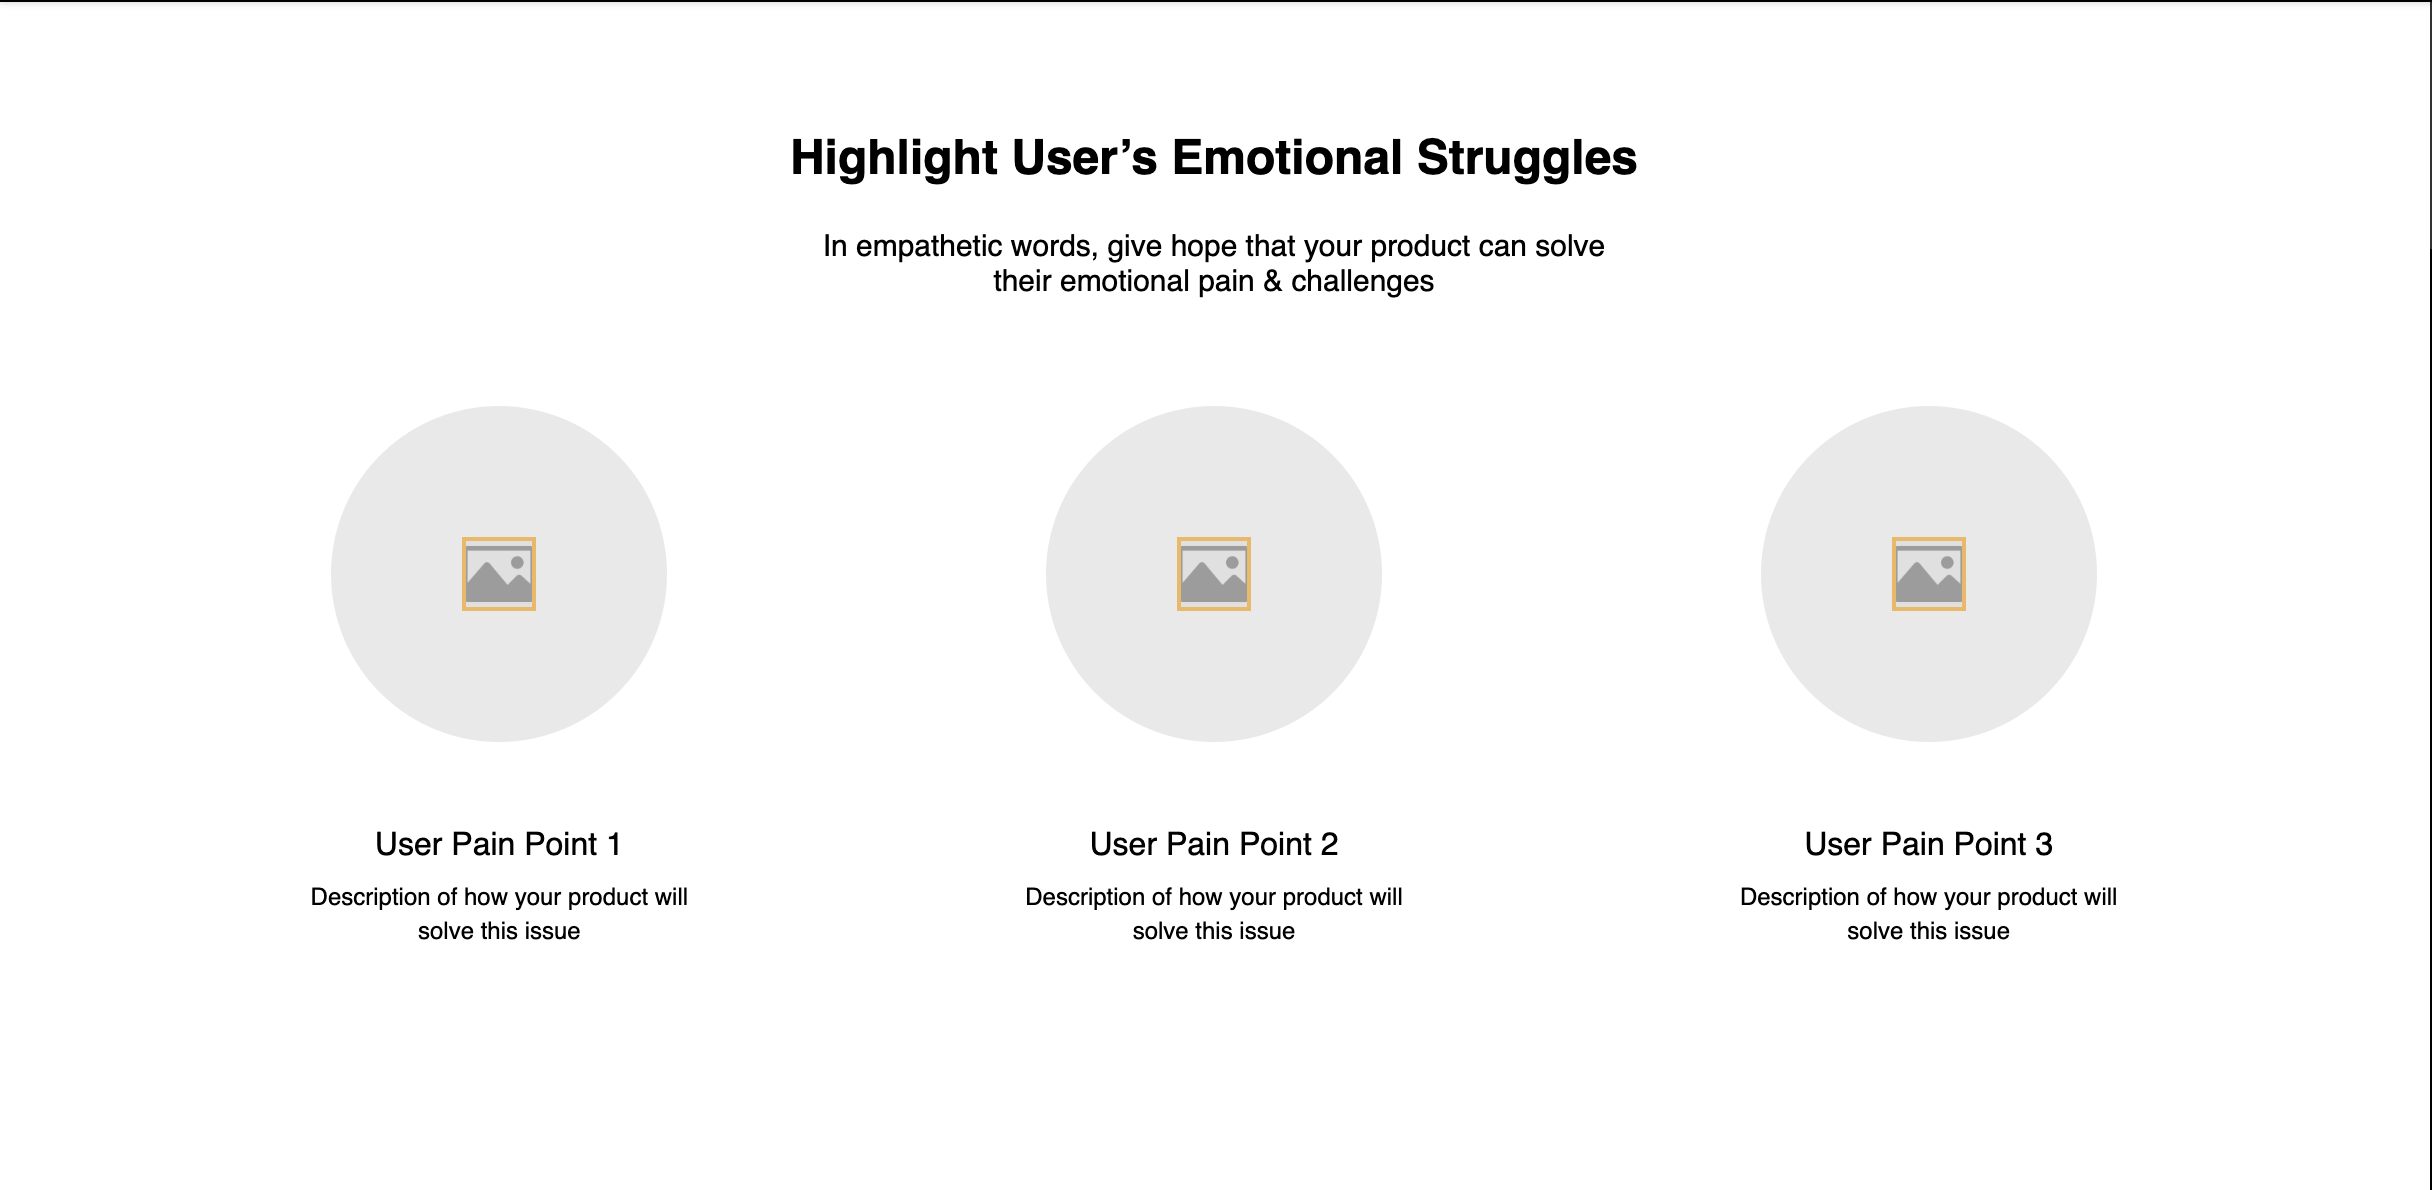 Highlight User’s Emotional Struggles
In empathetic words, give hope that your product can solve
their emotional pain & challenges
User Pain Point 1
Description of how your product will
solve this issue
User Pain Point 2
Description of how your product will
solve this issue
User Pain Point 3
Description of how your product will
solve this issue